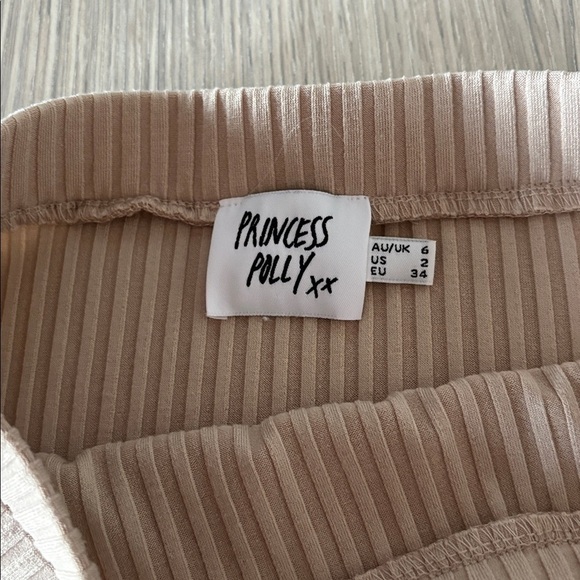 PRINCESS
POLLY xx
AU/UK 6
US 2
EU 34